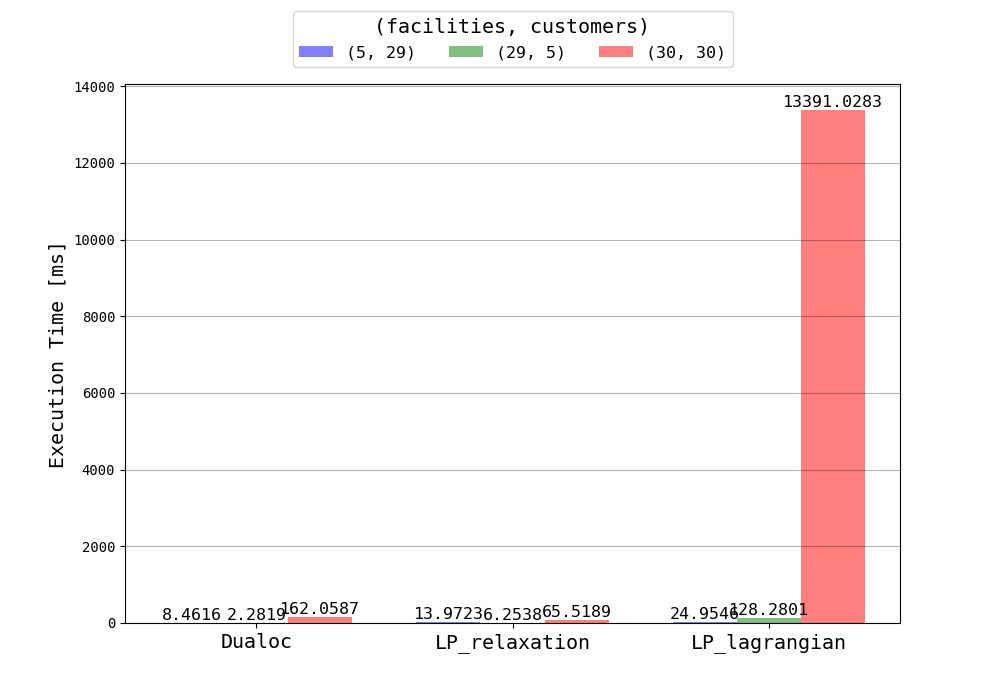 (facilities, customers)
(5, 29) (29, 5) (30, 30)
Execution Time [ms]
14000
12000
10000
8000
6000
4000
2000
0
8.4616 2.2819 162.0587 13.9723 6.2538 65.5189 24.9546 128.2801 13391.0283
Dualoc LP_relaxation LP_lagrangian